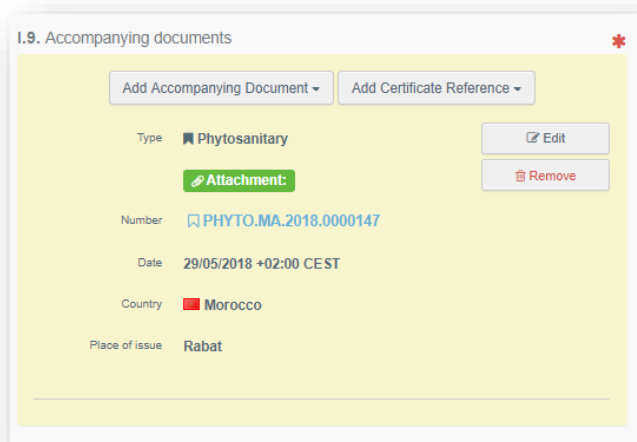 I.9. Accompanying documents *
Add Accompanying Document Add Certificate Reference
Type Phytosanitary Edit
Attachment: Remove
Number PHYTO.MA.2018.0000147
Date 29/05/2018 +02:00 CEST
Country Morocco
Place of issue Rabat